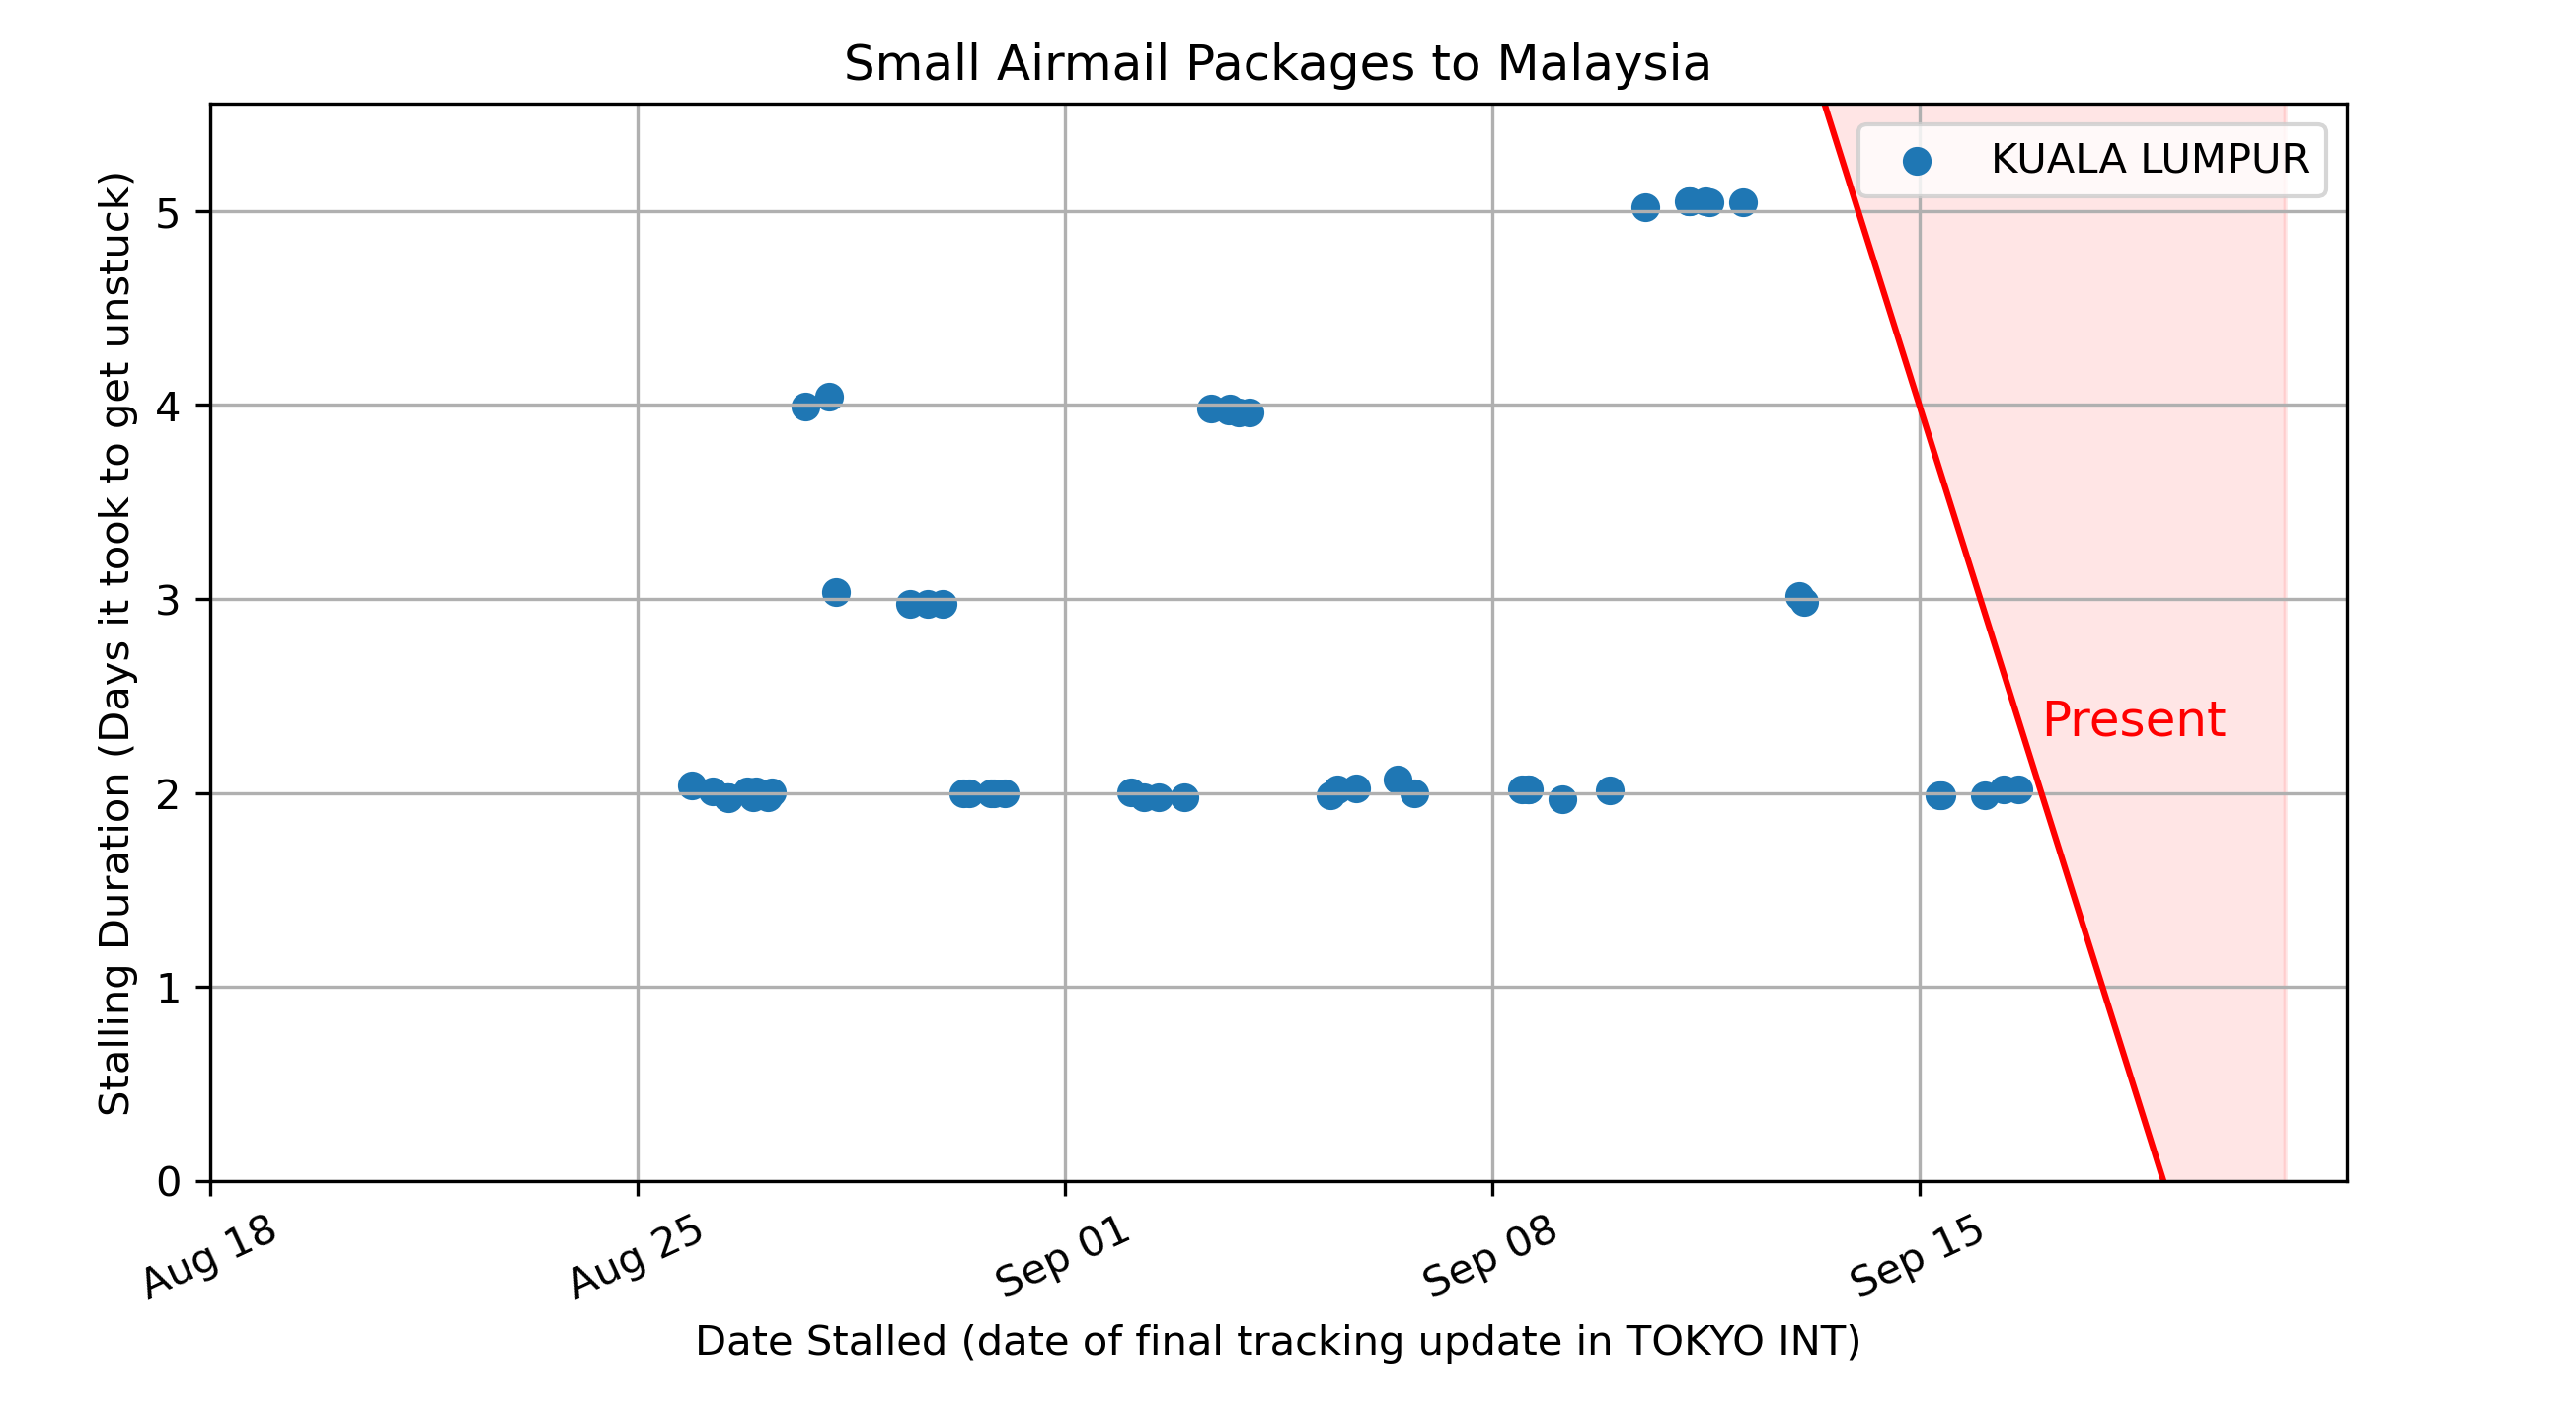 Small Airmail Packages to Malaysia
KUALA LUMPUR
Stalling Duration (Days it took to get unstuck)
5
4
3
2
1
0
Present
Aug 18
Aug 25
Sep 01
Sep 08
Sep 15
Date Stalled (date of final tracking update in TOKYO INT)